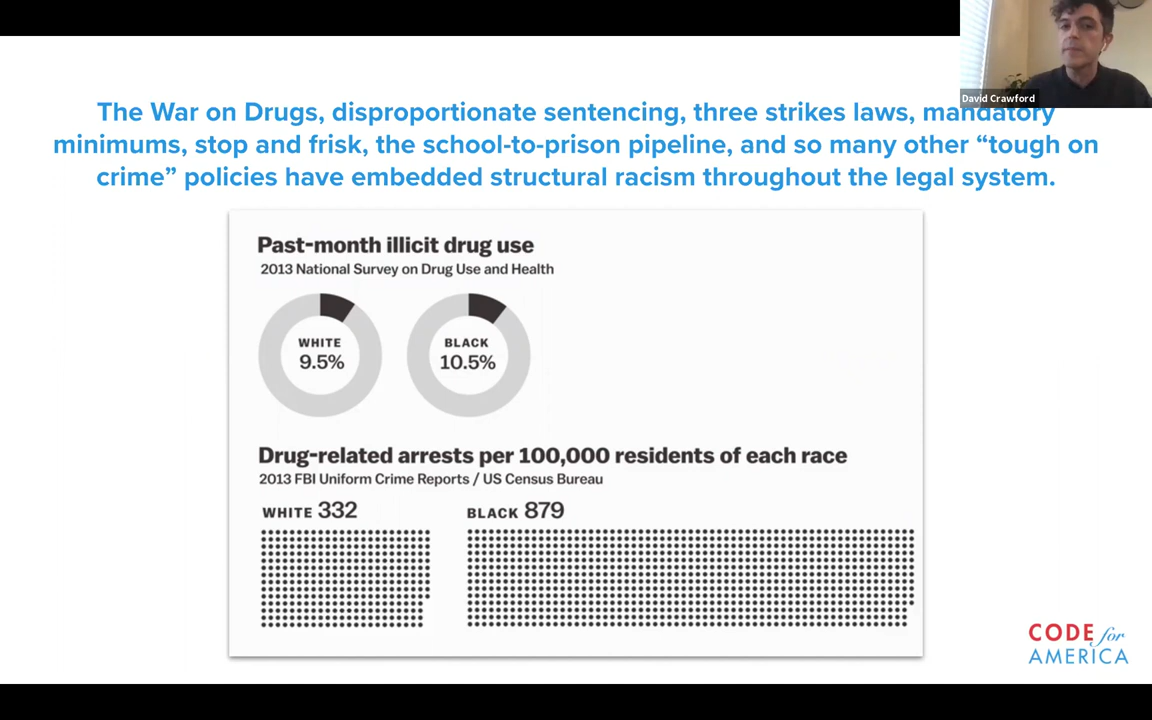 David Crawford
The War on Drugs, disproportionate sentencing, three strikes laws, mandatory
minimums, stop and frisk, the school-to-prison pipeline, and so many other “tough on
crime” policies have embedded structural racism throughout the legal system.
Past-month illicit drug use
2013 National Survey on Drug Use and Health
WHITE
9.5%
BLACK
10.5%
Drug-related arrests per 100,000 residents of each race
2013 FBI Uniform Crime Reports / US Census Bureau
WHITE 332
BLACK 879
CODE for
AMERICA